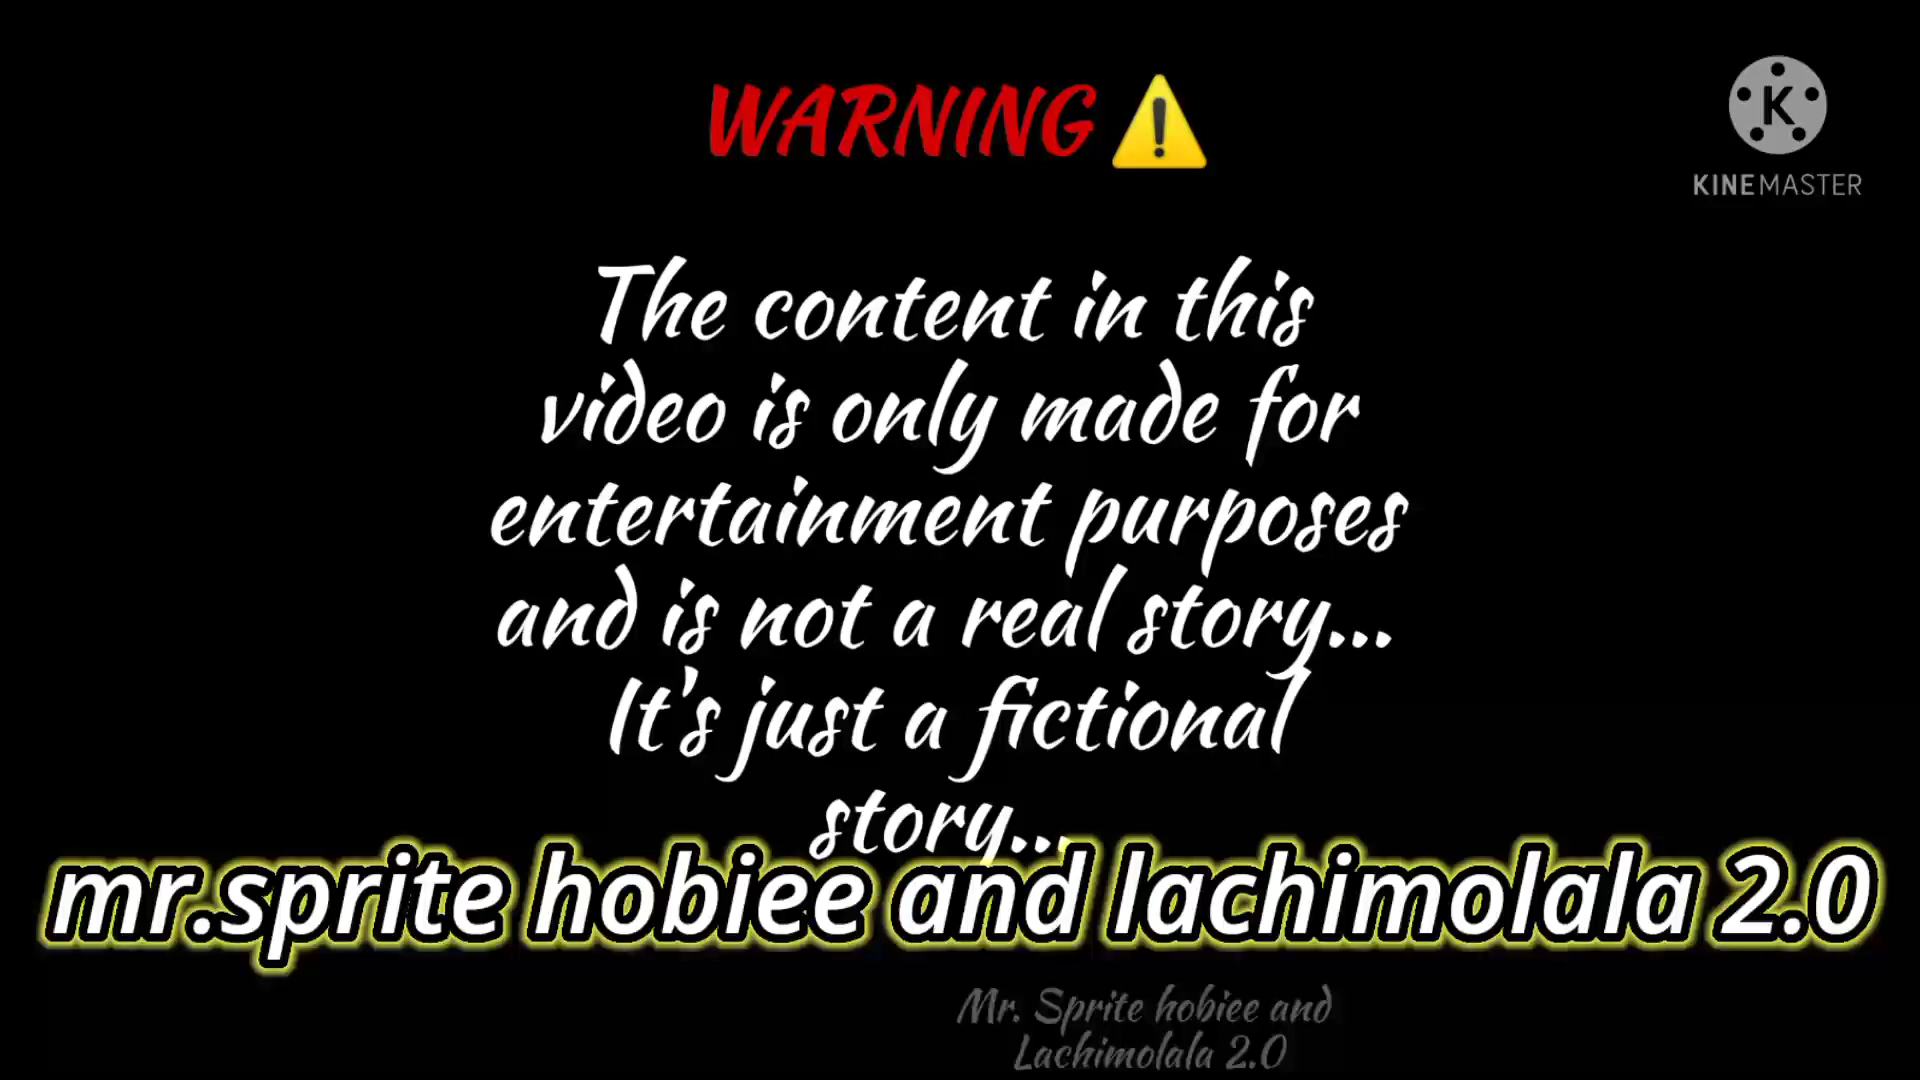 WARNING ⚠
KINEMASTER
The content in this
video is only made for
entertainment purposes
and is not a real story...
It's just a fictional
story...
mr.sprite hobiee and lachimolala 2.0
Mr. Sprite hobiee and
Lachimolala 2.0